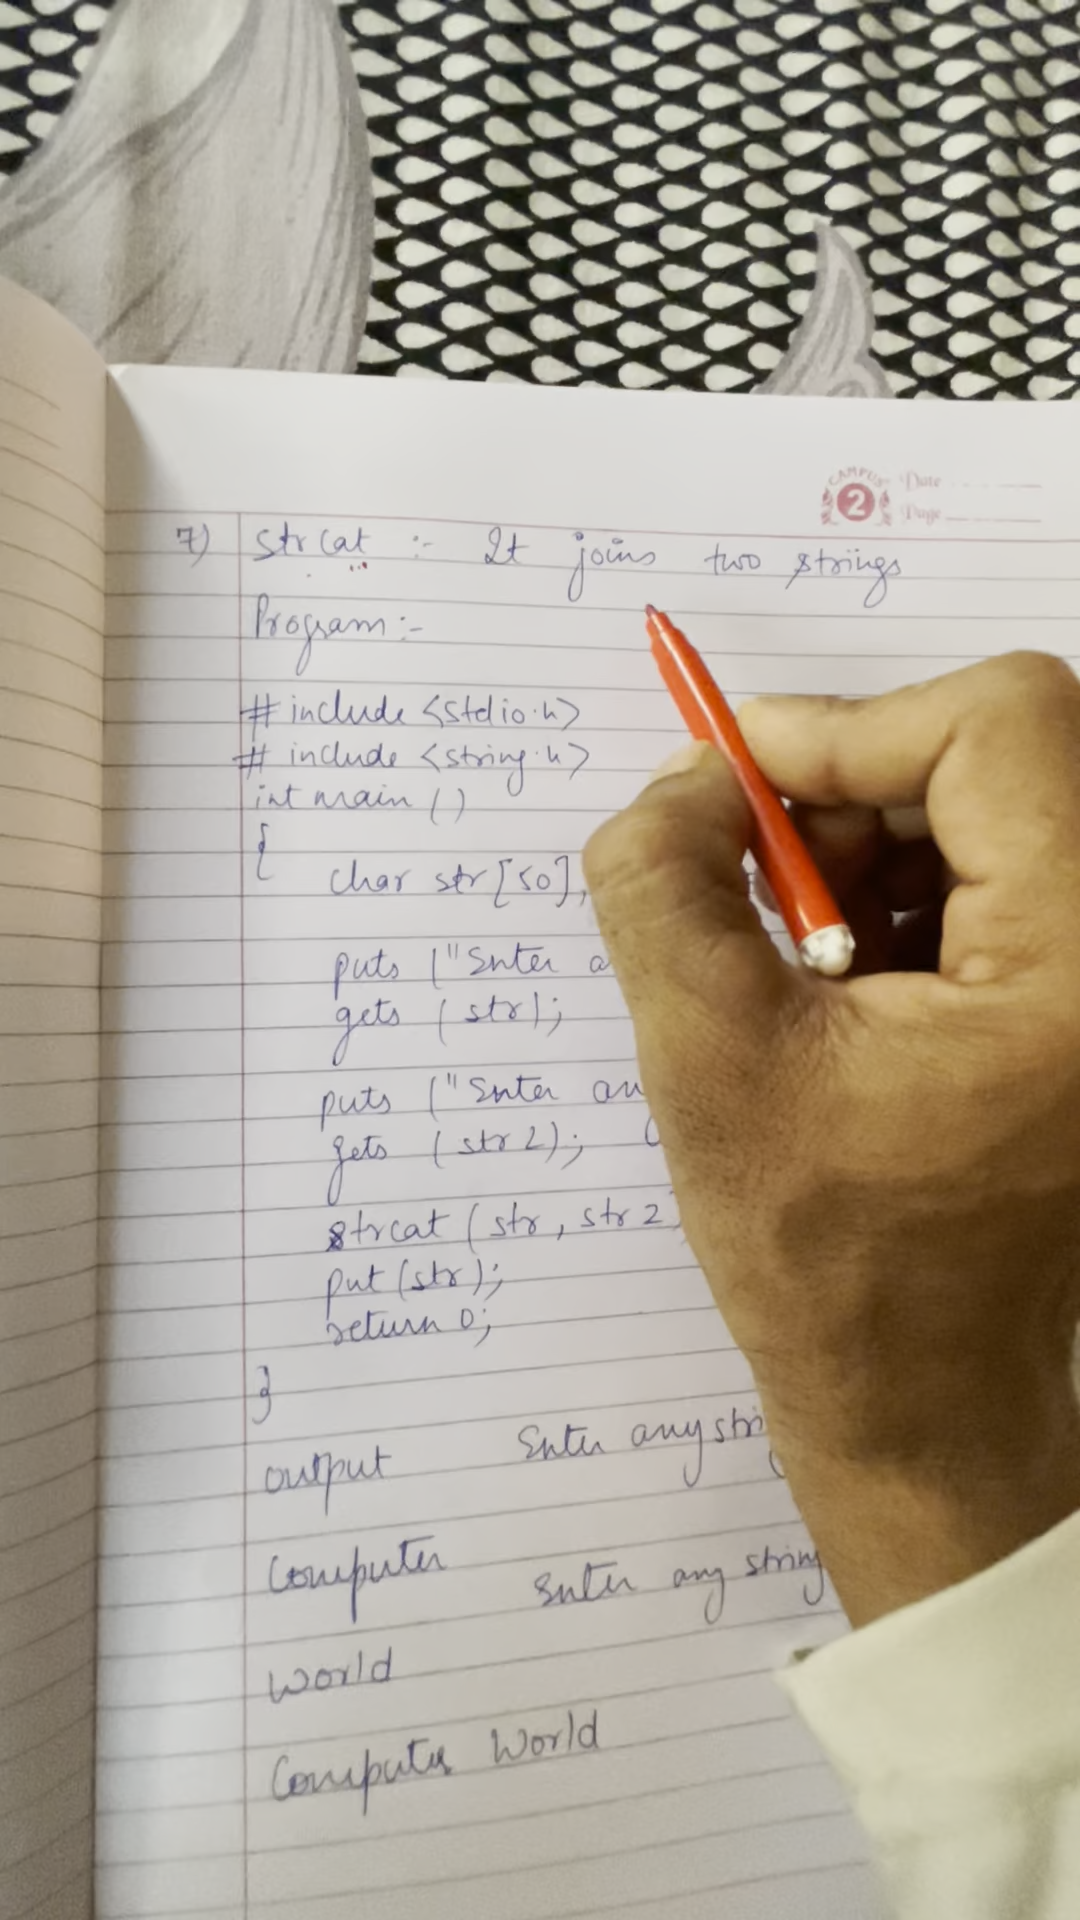 CAMPUS
2
Date
Page
7) strcat :- It joins two strings
Program:-
# include <stdio.h>
# include <string.h>
int main ()
{
char str [50],
puts ("Enter a
gets (str);
puts ("Enter an
gets (str2);
strcat (str, str2)
put (str);
return 0;
}
output Enter any stri
Computer
Enter any string
World
Computer World